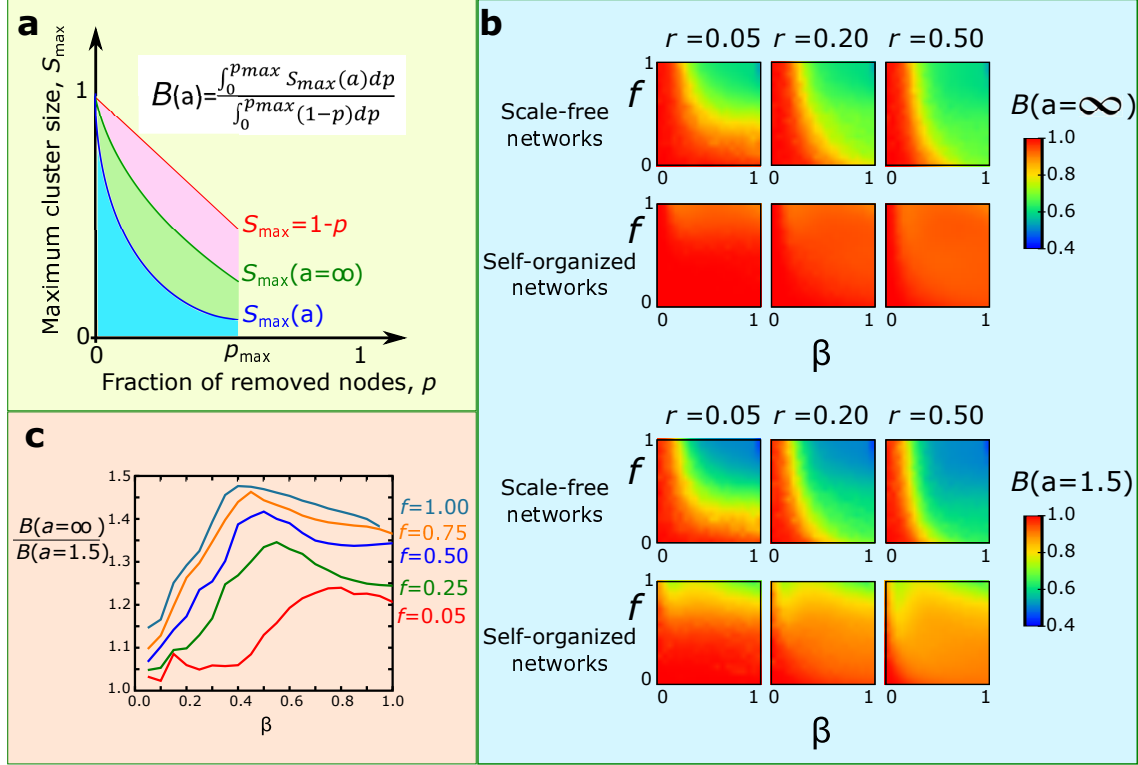 a
Maximum cluster size, Smax
1
0
B(a)=∫₀^pmax Smax(a)dp / ∫₀^pmax (1−p)dp
Smax=1-p
Smax(a=∞)
Smax(a)
0
pmax
1
Fraction of removed nodes, p
b
r =0.05 r =0.20 r =0.50
Scale-free
networks
f
1
0
0 1 0 1 0 1
B(a=∞)
1.0
0.8
0.6
0.4
Self-organized
networks
f
1
0
0 1 0 1 0 1
β
r =0.05 r =0.20 r =0.50
Scale-free
networks
f
1
0
0 1 0 1 0 1
B(a=1.5)
1.0
0.8
0.6
0.4
Self-organized
networks
f
1
0
0 1 0 1 0 1
β
c
B(a=∞)
B(a=1.5)
1.5
1.4
1.3
1.2
1.1
1.0
0.0 0.2 0.4 0.6 0.8 1.0
β
f=1.00
f=0.75
f=0.50
f=0.25
f=0.05